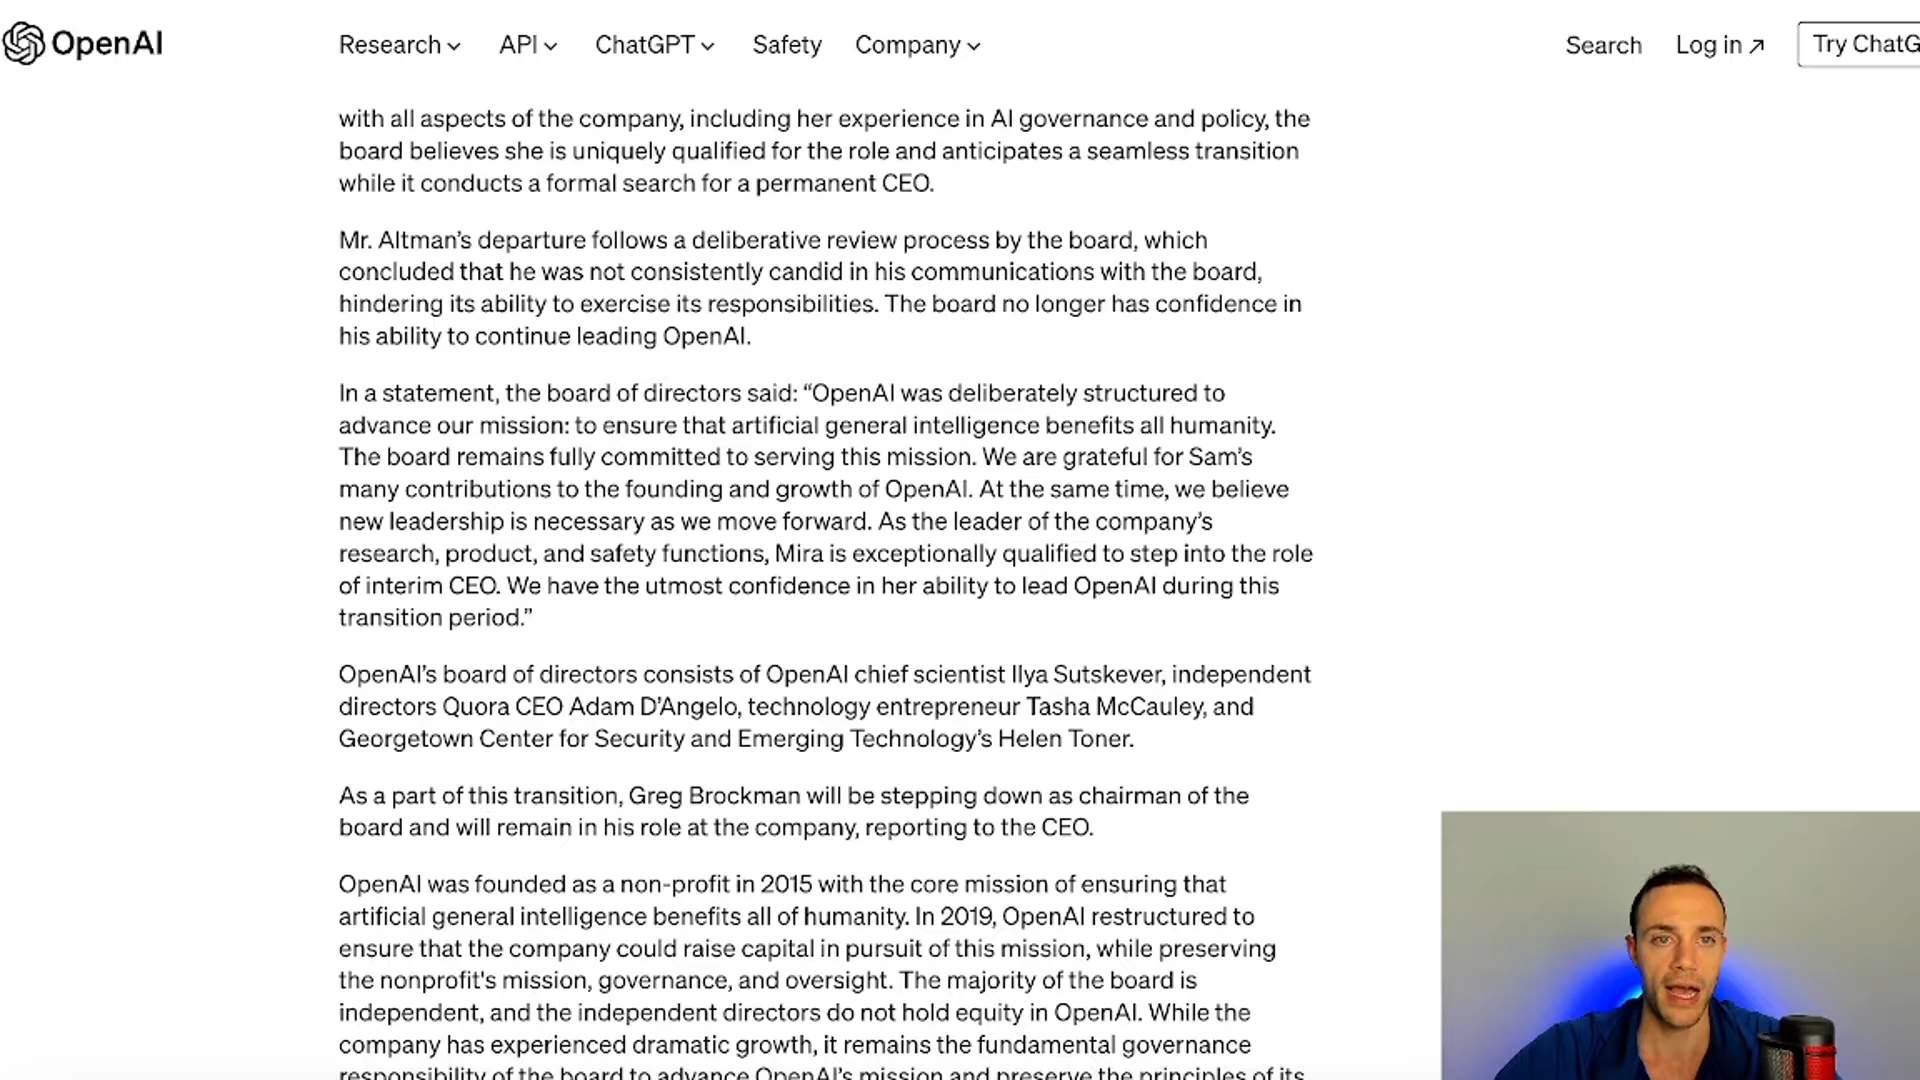 OpenAI
Research API ChatGPT Safety Company Search Log in ↗ Try ChatG
with all aspects of the company, including her experience in AI governance and policy, the
board believes she is uniquely qualified for the role and anticipates a seamless transition
while it conducts a formal search for a permanent CEO.
Mr. Altman’s departure follows a deliberative review process by the board, which
concluded that he was not consistently candid in his communications with the board,
hindering its ability to exercise its responsibilities. The board no longer has confidence in
his ability to continue leading OpenAI.
In a statement, the board of directors said: “OpenAI was deliberately structured to
advance our mission: to ensure that artificial general intelligence benefits all humanity.
The board remains fully committed to serving this mission. We are grateful for Sam’s
many contributions to the founding and growth of OpenAI. At the same time, we believe
new leadership is necessary as we move forward. As the leader of the company’s
research, product, and safety functions, Mira is exceptionally qualified to step into the role
of interim CEO. We have the utmost confidence in her ability to lead OpenAI during this
transition period.”
OpenAI’s board of directors consists of OpenAI chief scientist Ilya Sutskever, independent
directors Quora CEO Adam D’Angelo, technology entrepreneur Tasha McCauley, and
Georgetown Center for Security and Emerging Technology’s Helen Toner.
As a part of this transition, Greg Brockman will be stepping down as chairman of the
board and will remain in his role at the company, reporting to the CEO.
OpenAI was founded as a non-profit in 2015 with the core mission of ensuring that
artificial general intelligence benefits all of humanity. In 2019, OpenAI restructured to
ensure that the company could raise capital in pursuit of this mission, while preserving
the nonprofit's mission, governance, and oversight. The majority of the board is
independent, and the independent directors do not hold equity in OpenAI. While the
company has experienced dramatic growth, it remains the fundamental governance
responsibility of the board to advance OpenAI’s mission and preserve the principles of its